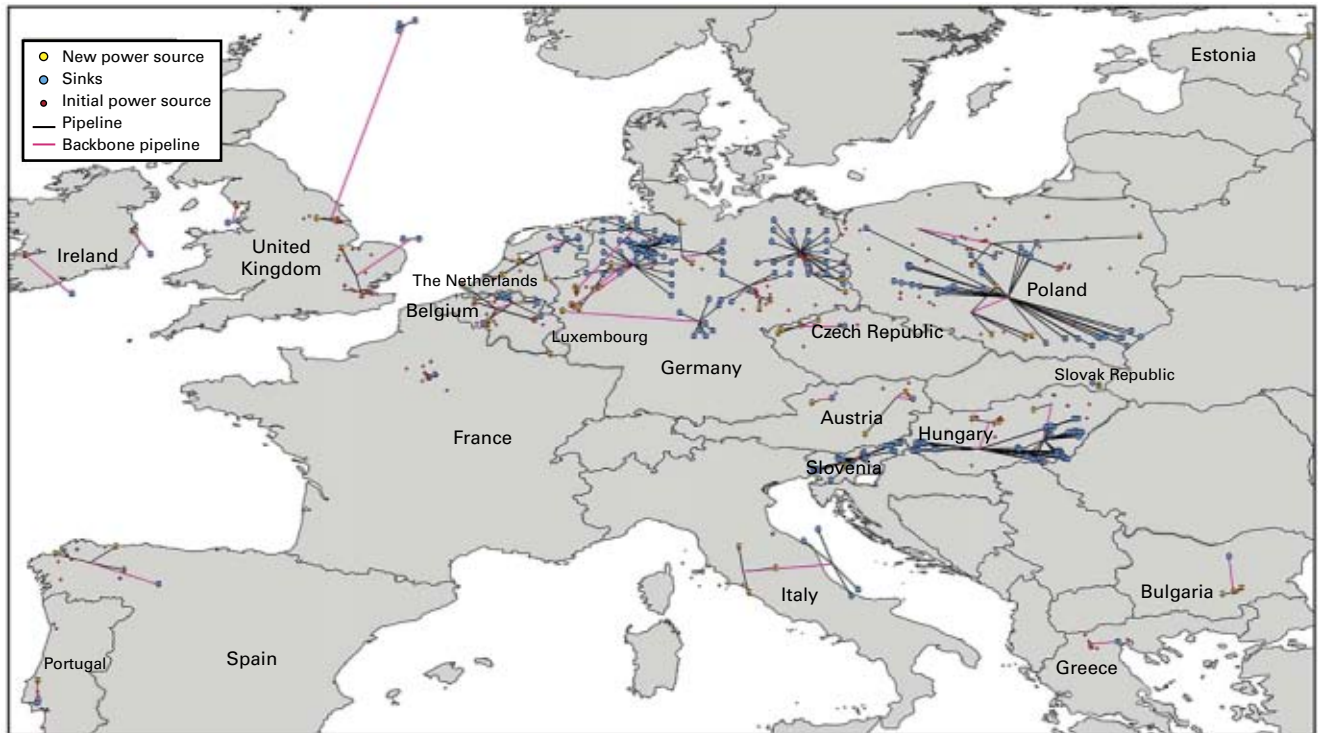 New power source
Sinks
Initial power source
Pipeline
Backbone pipeline
Estonia
Ireland
United
Kingdom
The Netherlands
Belgium
Luxembourg
Germany
Poland
Czech Republic
Slovak Republic
Austria
Hungary
France
Slovenia
Italy
Bulgaria
Greece
Portugal
Spain